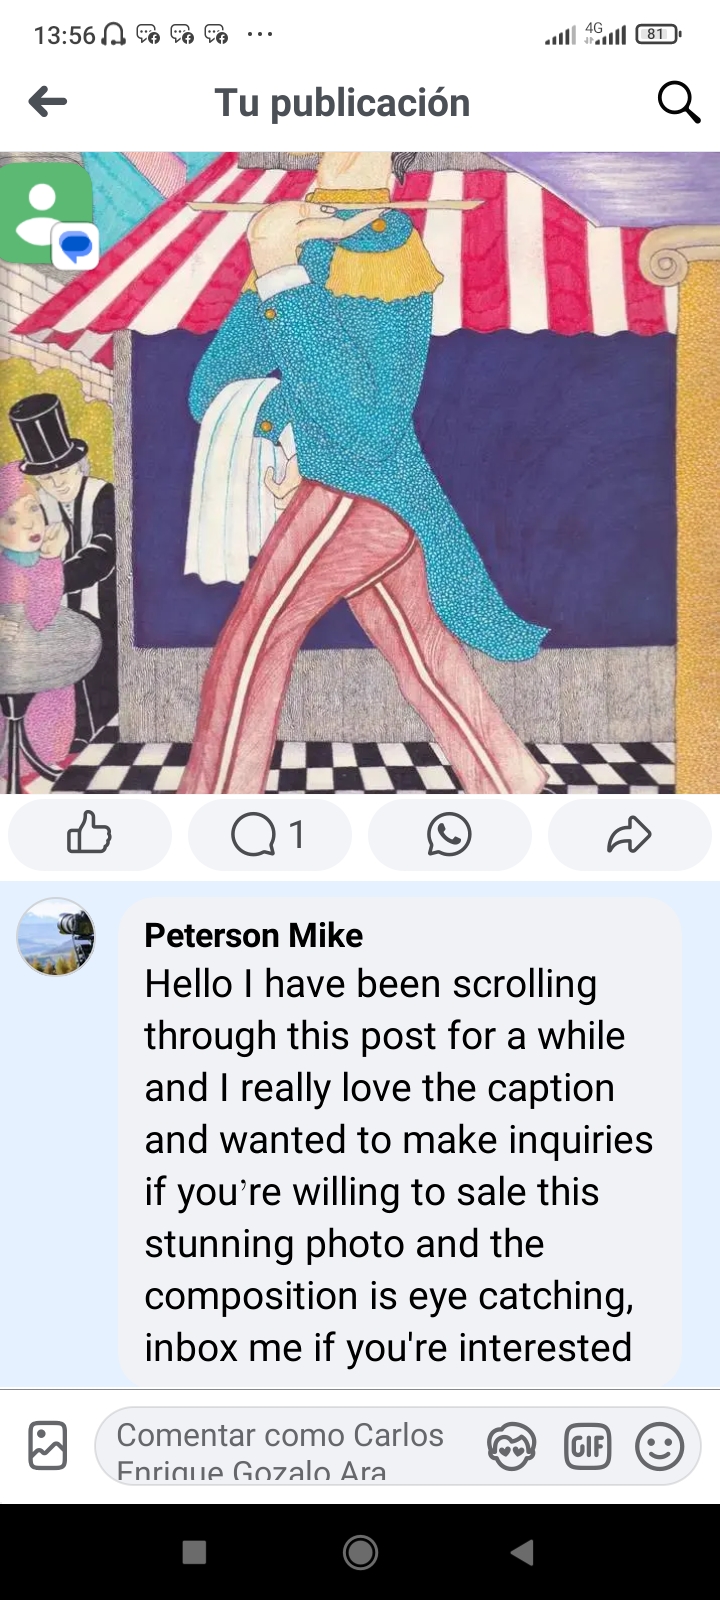 13:56 4G 81
Tu publicación
1
Peterson Mike
Hello I have been scrolling
through this post for a while
and I really love the caption
and wanted to make inquiries
if you’re willing to sale this
stunning photo and the
composition is eye catching,
inbox me if you're interested
Comentar como Carlos
Enrique Gozalo Ara
GIF